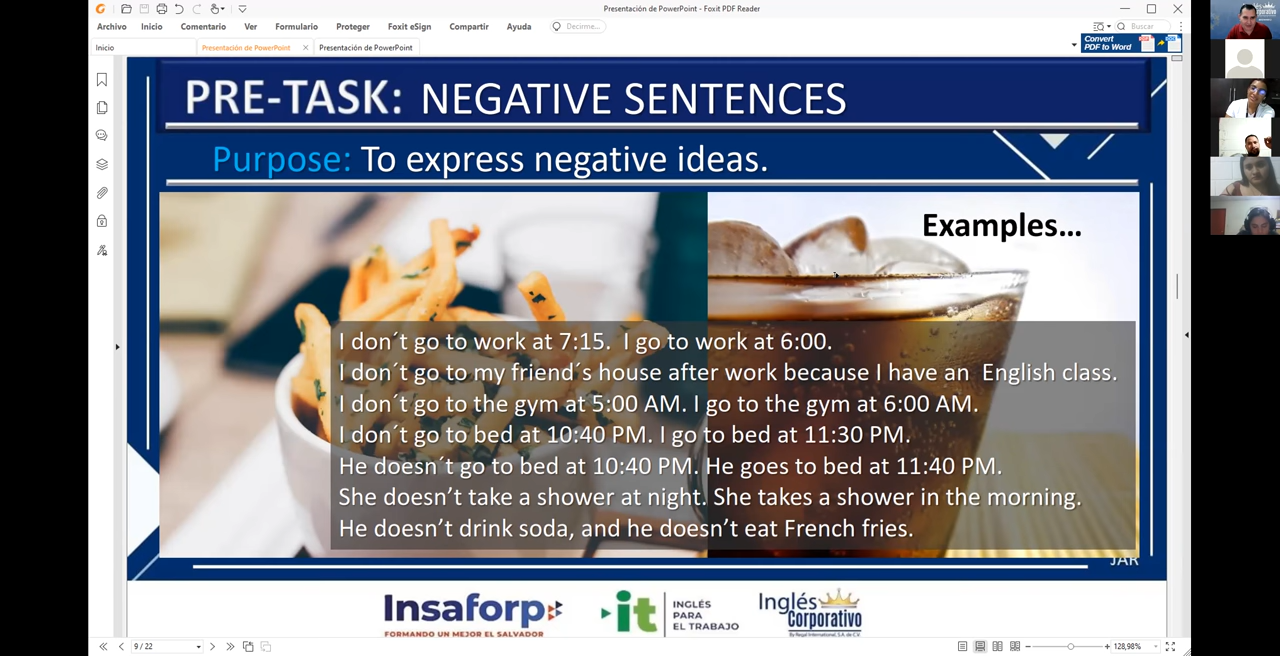 Presentación de PowerPoint - Foxit PDF Reader
Archivo Inicio Comentario Ver Formulario Proteger Foxit eSign Compartir Ayuda Decirme... Buscar
Inicio Presentación de PowerPoint Presentación de PowerPoint
Convert
PDF to Word
PRE-TASK: NEGATIVE SENTENCES
Purpose: To express negative ideas.
Examples...
I don´t go to work at 7:15.  I go to work at 6:00.
I don´t go to my friend´s house after work because I have an  English class.
I don´t go to the gym at 5:00 AM. I go to the gym at 6:00 AM.
I don´t go to bed at 10:40 PM. I go to bed at 11:30 PM.
He doesn´t go to bed at 10:40 PM. He goes to bed at 11:40 PM.
She doesn’t take a shower at night. She takes a shower in the morning.
He doesn’t drink soda, and he doesn’t eat French fries.
JAR
Insaforp
FORMANDO UN MEJOR EL SALVADOR
it
INGLÉS
PARA
EL TRABAJO
Inglés
Corporativo
By Regal International, S.A. de C.V.
9 / 22
128,98%